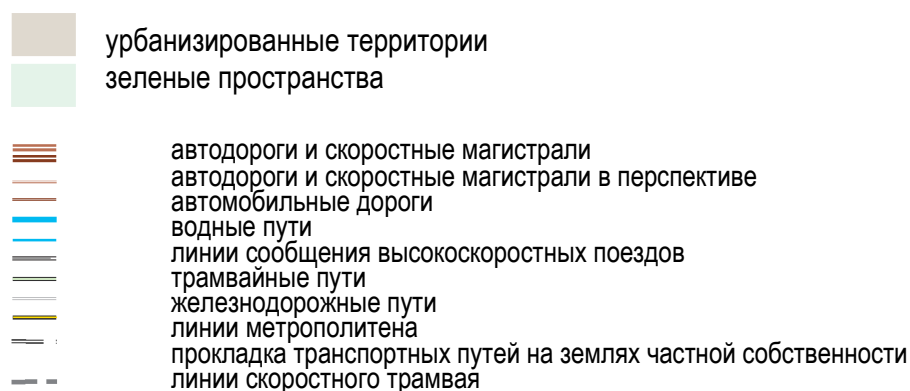 урбанизированные территории
зеленые пространства
автодороги и скоростные магистрали
автодороги и скоростные магистрали в перспективе
автомобильные дороги
водные пути
линии сообщения высокоскоростных поездов
трамвайные пути
железнодорожные пути
линии метрополитена
прокладка транспортных путей на землях частной собственности
линии скоростного трамвая